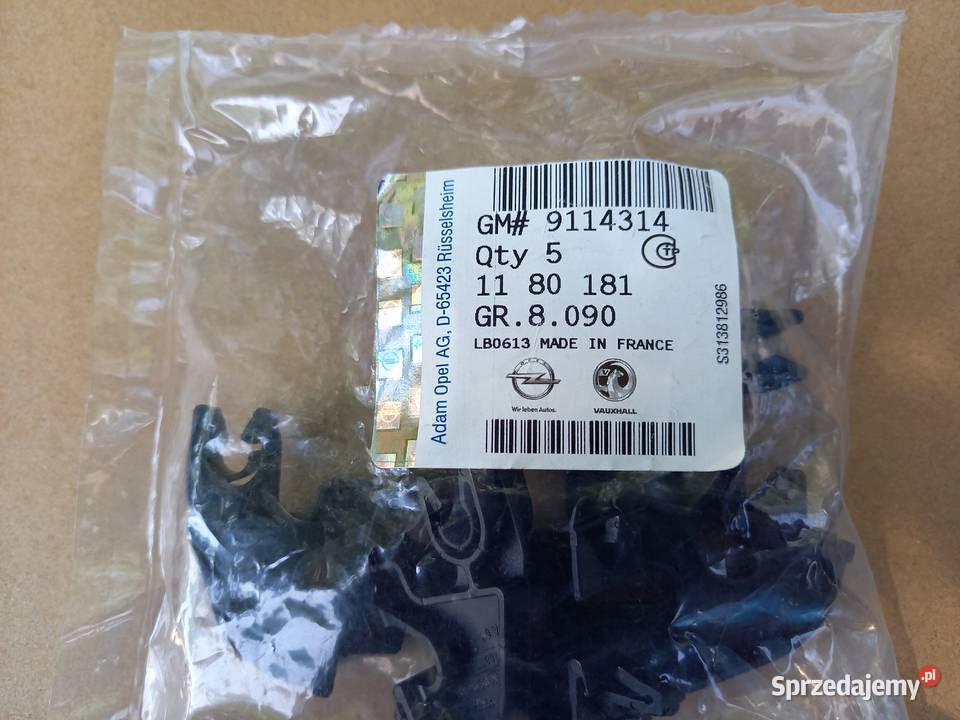 Adam Opel AG, D-65423 Rüsselsheim
GM# 9114314
Qty 5
11 80 181
GR.8.090
LB0613 MADE IN FRANCE
S313812986
OPEL
Wir leben Autos.
VAUXHALL
Sprzedajemy.pl